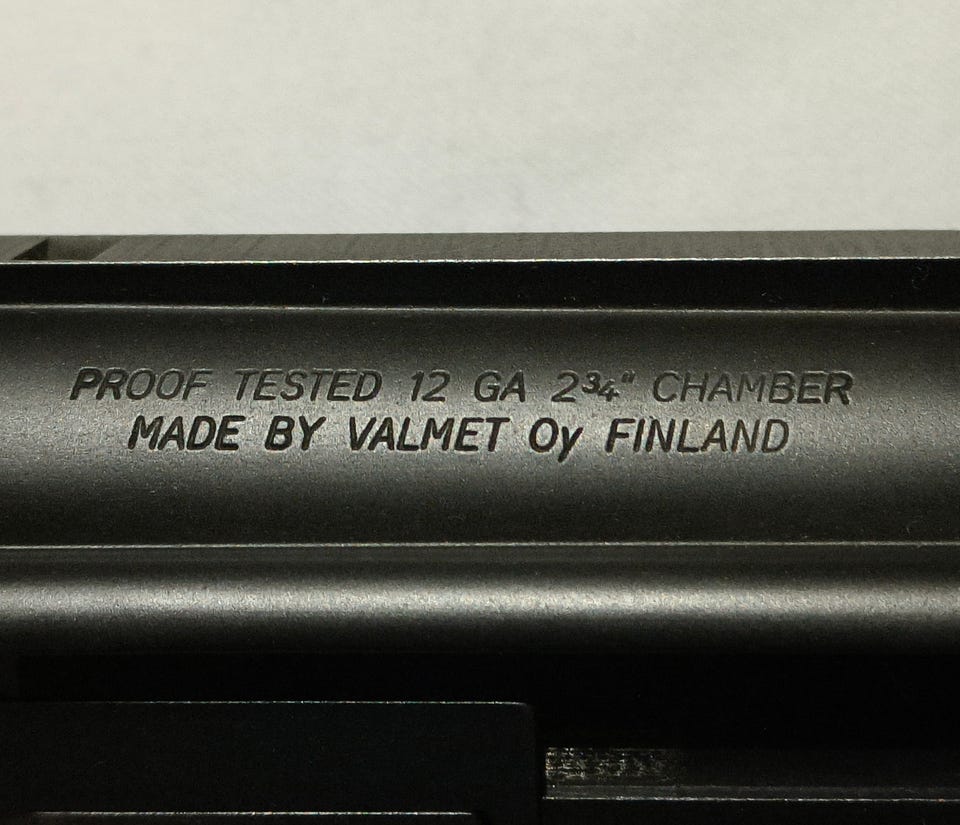 PROOF TESTED 12 GA 2¾" CHAMBER
MADE BY VALMET Oy FINLAND